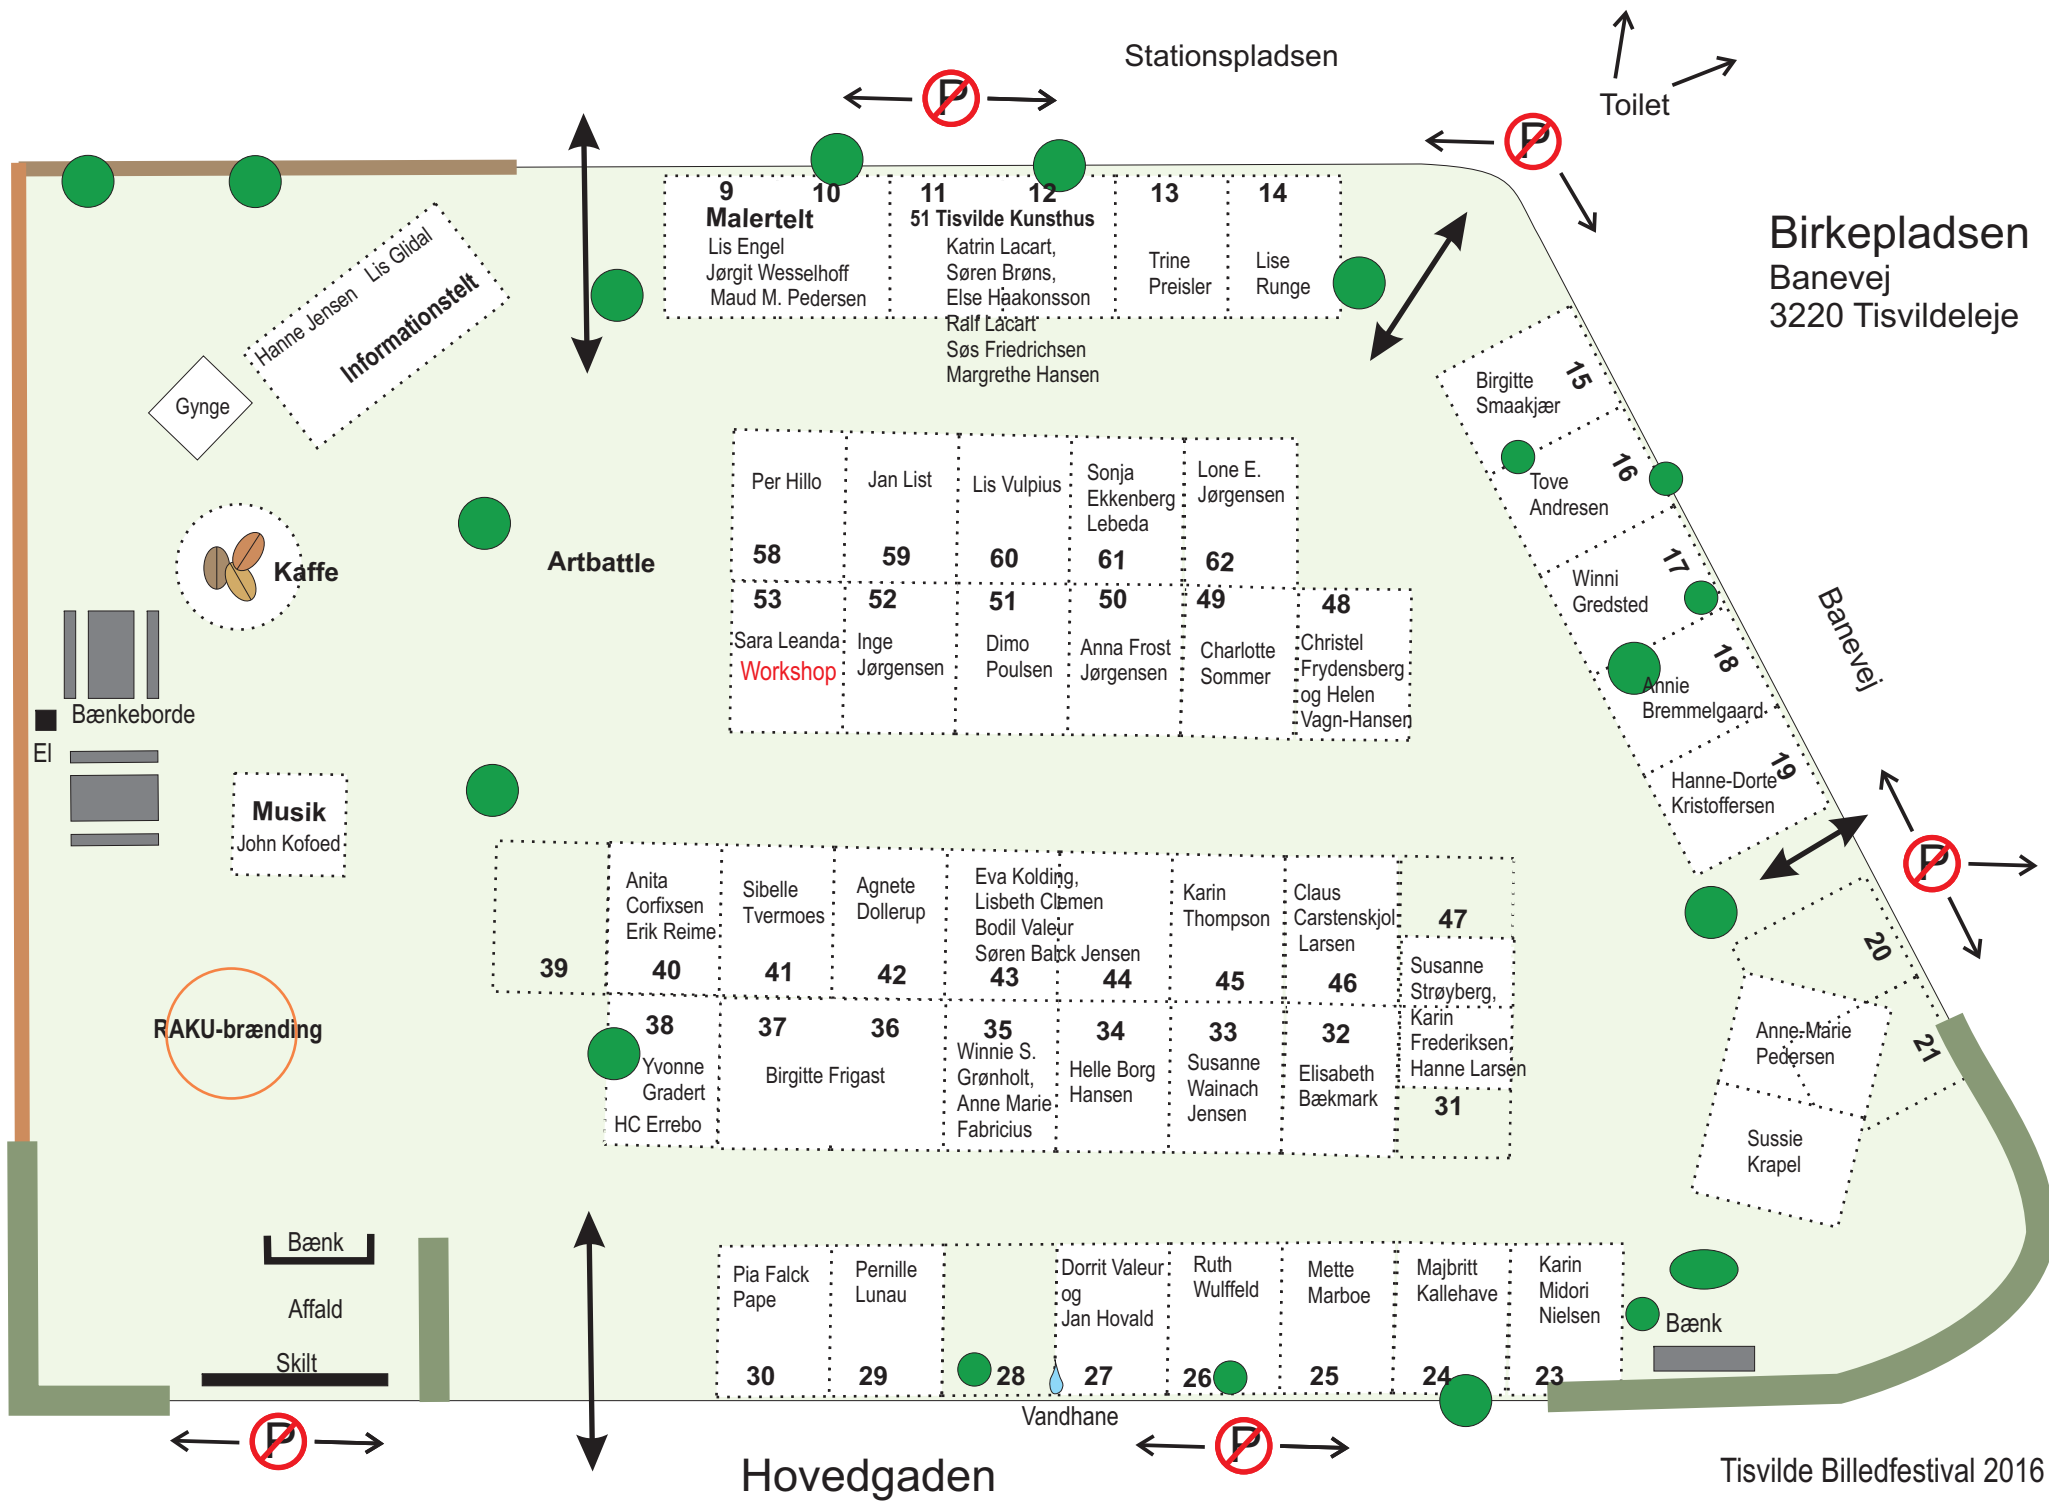 Stationspladsen
P
P
Toilet
Birkepladsen
Banevej
3220 Tisvildeleje
9
10
11
12
13
14
Malertelt
Lis Engel
Jørgit Wesselhoff
Maud M. Pedersen
51 Tisvilde Kunsthus
Katrin Lacart,
Søren Brøns,
Else Haakonsson
Ralf Lacart
Søs Friedrichsen
Margrethe Hansen
Trine
Preisler
Lise
Runge
Hanne Jensen Lis Glidal
Informationstelt
Gynge
Kaffe
Artbattle
Bænkeborde
El
Musik
John Kofoed
RAKU-brænding
Per Hillo
58
Jan List
59
Lis Vulpius
60
Sonja
Ekkenberg
Lebeda
61
Lone E.
Jørgensen
62
53
Sara Leanda
Workshop
52
Inge
Jørgensen
51
Dimo
Poulsen
50
Anna Frost
Jørgensen
49
Charlotte
Sommer
48
Christel
Frydensberg
og Helen
Vagn-Hansen
15
Birgitte
Smaakjær
16
Tove
Andresen
17
Winni
Gredsted
18
Annie
Bremmelgaard
19
Hanne-Dorte
Kristoffersen
Banevej
P
20
21
Anne-Marie
Pedersen
Sussie
Krapel
39
Anita
Corfixsen
Erik Reime
40
Sibelle
Tvermoes
41
Agnete
Dollerup
42
Eva Kolding,
Lisbeth Clemen
Bodil Valeur
Søren Balck Jensen
43
44
Karin
Thompson
45
Claus
Carstenskjol
Larsen
46
47
Susanne
Strøyberg,
Karin
Frederiksen,
Hanne Larsen
31
38
Yvonne
Gradert
HC Errebo
37
36
Birgitte Frigast
35
Winnie S.
Grønholt,
Anne Marie
Fabricius
34
Helle Borg
Hansen
33
Susanne
Wainach
Jensen
32
Elisabeth
Bækmark
Bænk
Affald
Skilt
Pia Falck
Pape
30
Pernille
Lunau
29
28
Dorrit Valeur
og
Jan Hovald
27
Ruth
Wulffeld
26
Mette
Marboe
25
Majbritt
Kallehave
24
Karin
Midori
Nielsen
23
Bænk
Vandhane
P
P
Hovedgaden
Tisvilde Billedfestival 2016